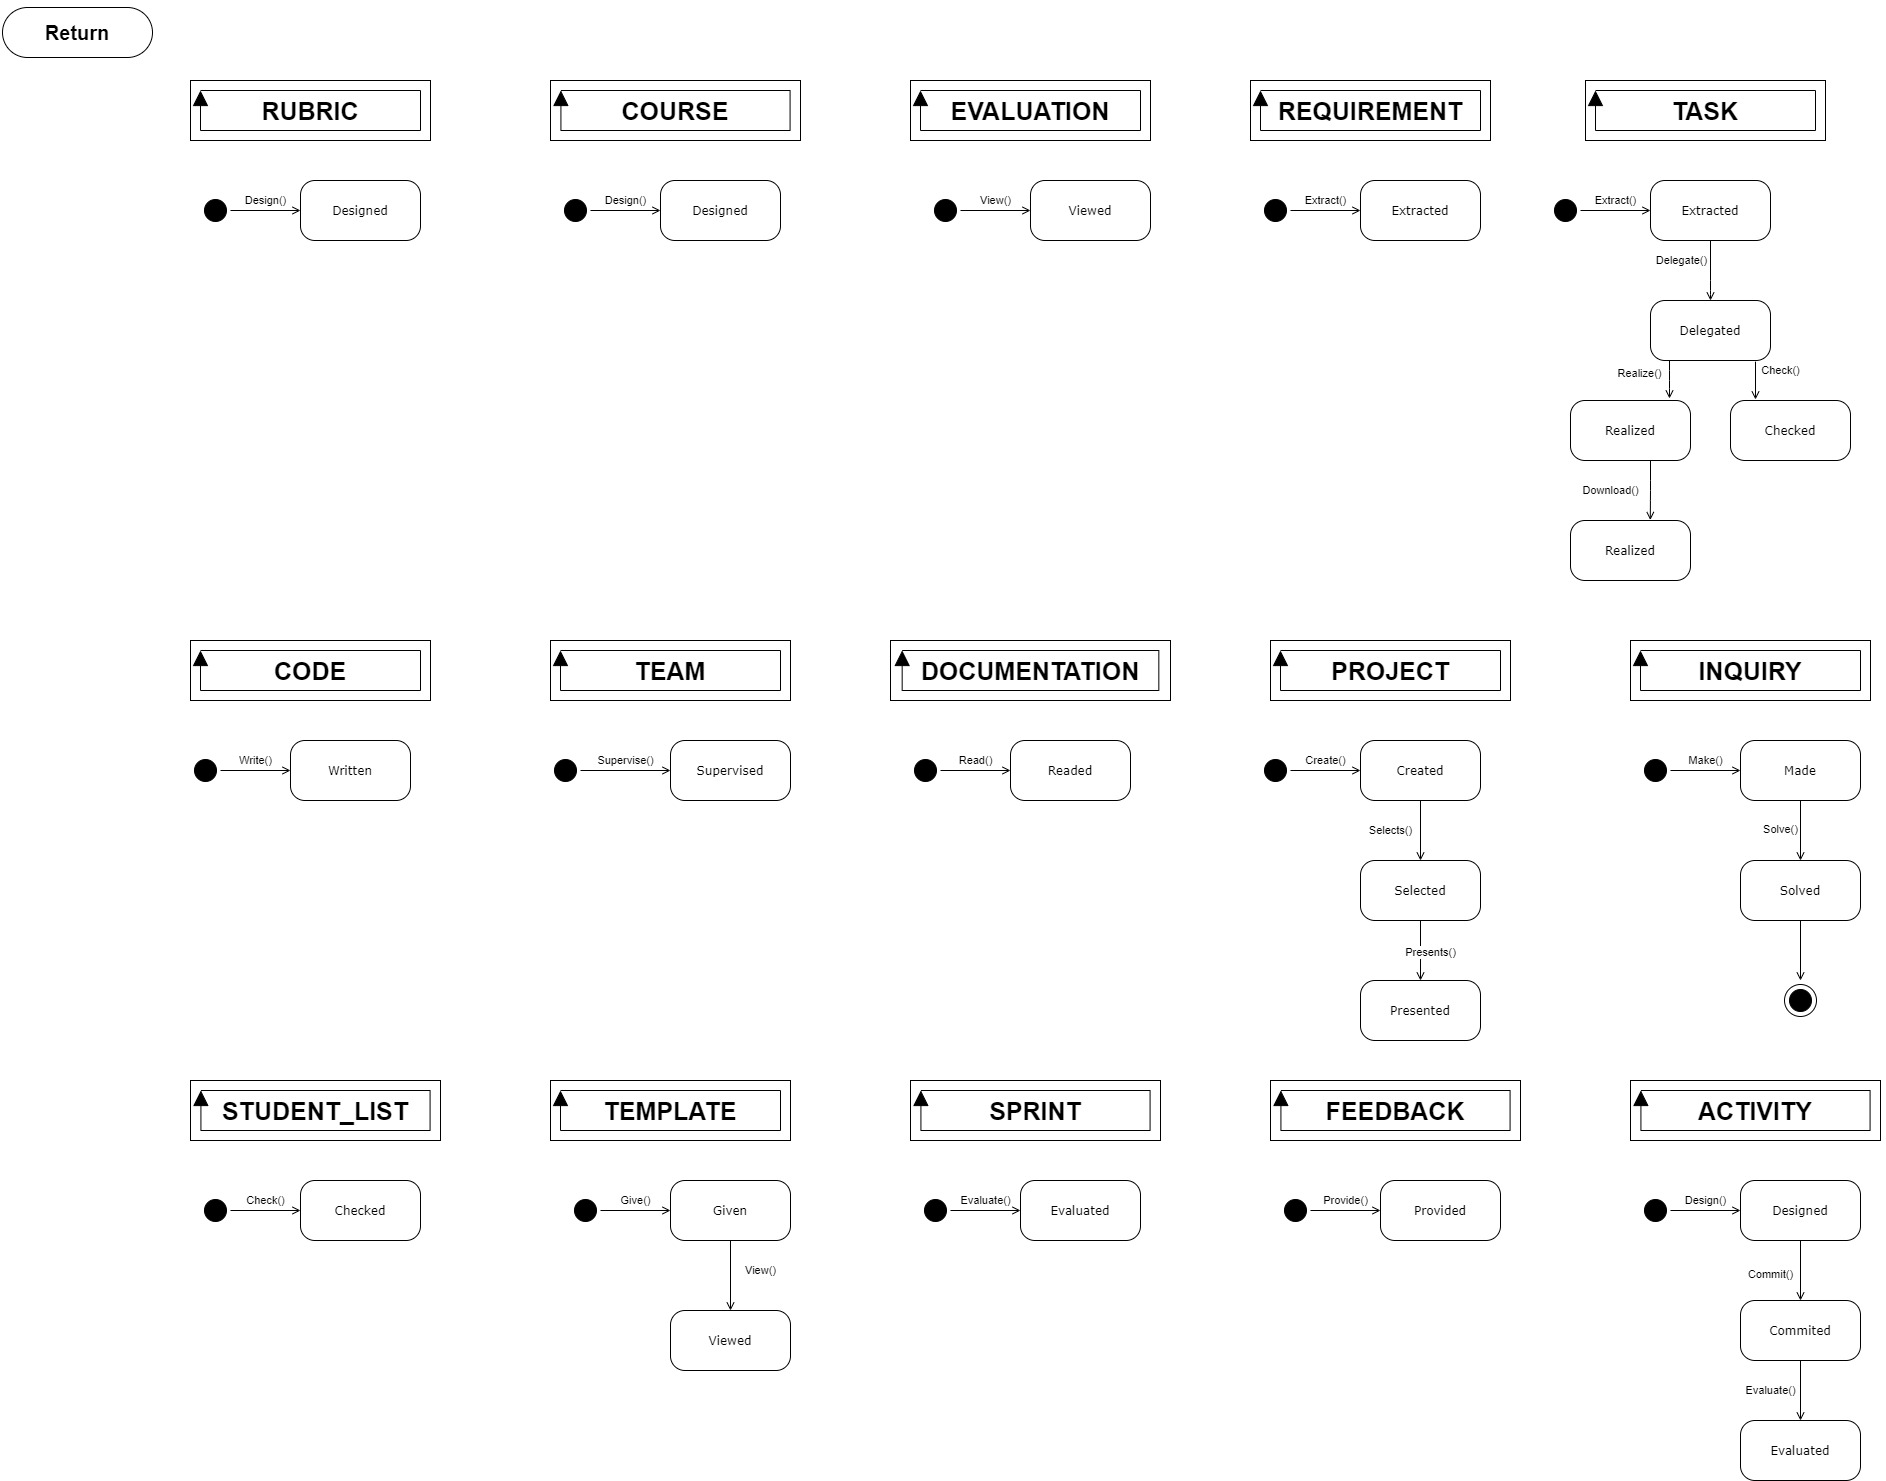 Return
RUBRIC
COURSE
EVALUATION
REQUIREMENT
TASK
Design()
Designed
Design()
Designed
View()
Viewed
Extract()
Extracted
Extract()
Extracted
Delegate()
Delegated
Realize()
Check()
Realized
Checked
Download()
Realized
CODE
TEAM
DOCUMENTATION
PROJECT
INQUIRY
Write()
Written
Supervise()
Supervised
Read()
Readed
Create()
Created
Make()
Made
Selects()
Solve()
Selected
Solved
Presents()
Presented
STUDENT_LIST
TEMPLATE
SPRINT
FEEDBACK
ACTIVITY
Check()
Checked
Give()
Given
Evaluate()
Evaluated
Provide()
Provided
Design()
Designed
View()
Commit()
Viewed
Commited
Evaluate()
Evaluated